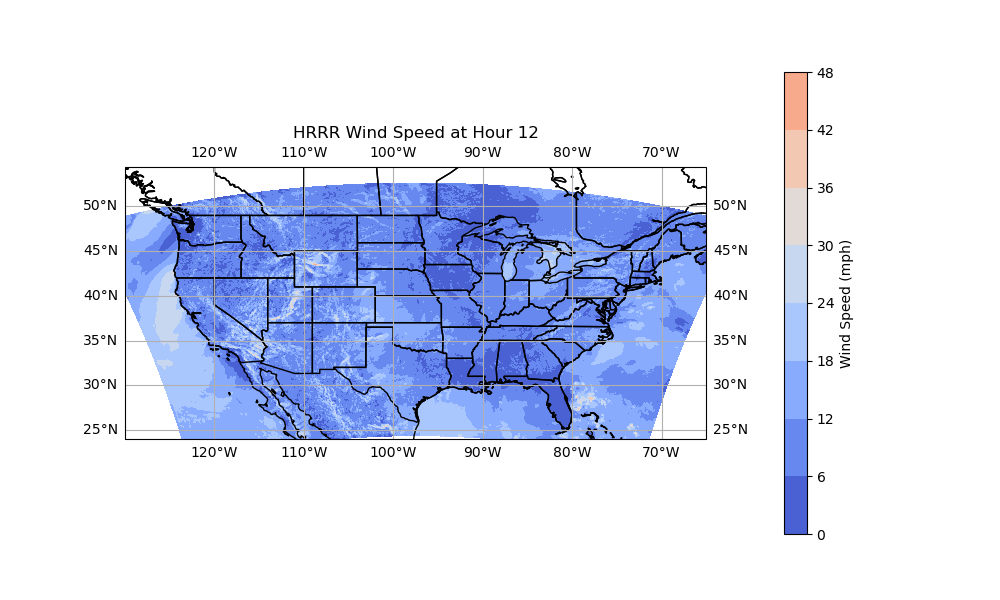 HRRR Wind Speed at Hour 12
120°W 110°W 100°W 90°W 80°W 70°W
50°N 50°N
45°N 45°N
40°N 40°N
35°N 35°N
30°N 30°N
25°N 25°N
120°W 110°W 100°W 90°W 80°W 70°W
48
42
36
30
24
18
12
6
0
Wind Speed (mph)